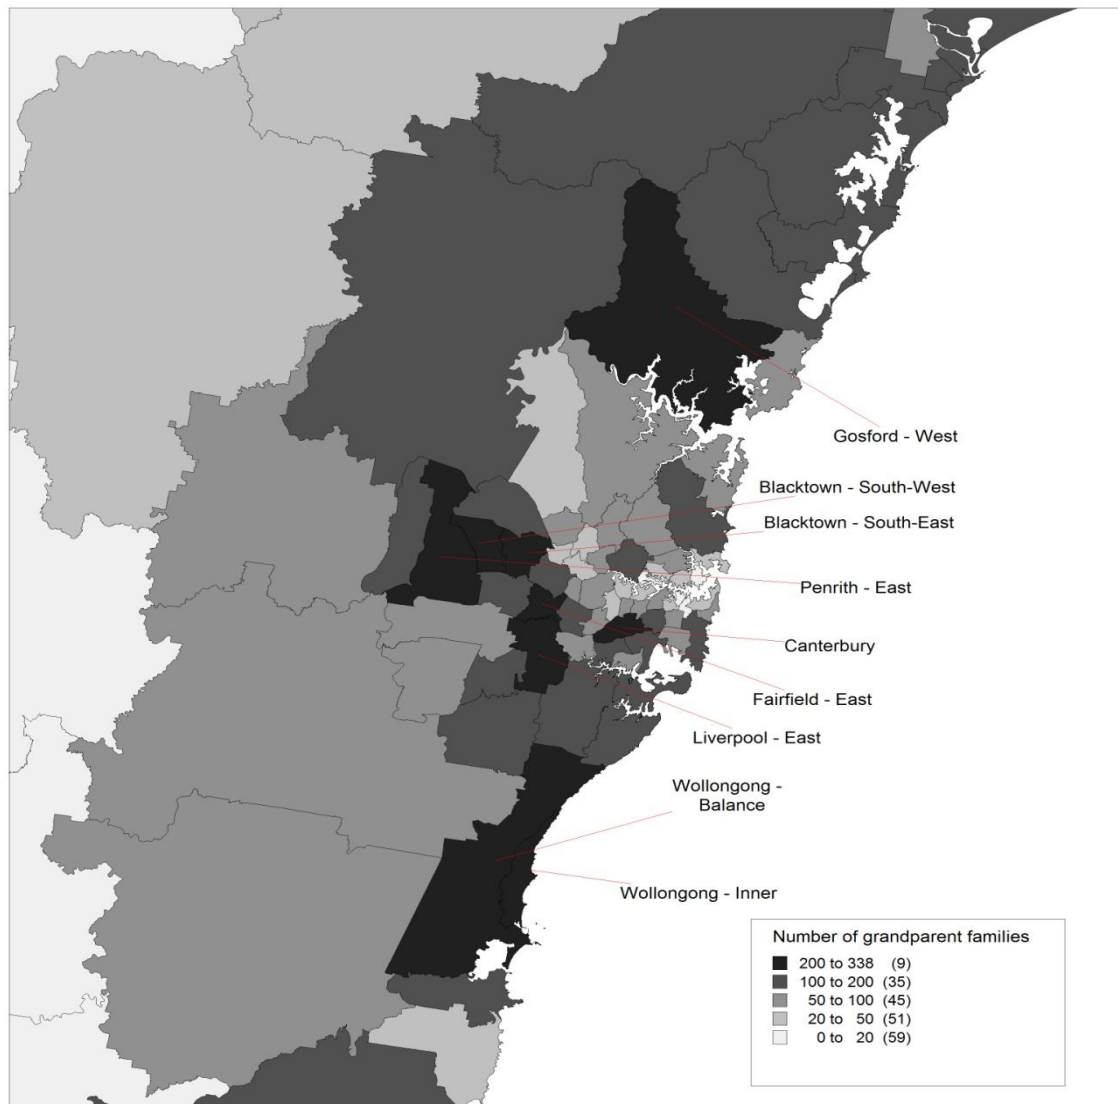 Gosford - West
Blacktown - South-West
Blacktown - South-East
Penrith - East
Canterbury
Fairfield - East
Liverpool - East
Wollongong -
Balance
Wollongong - Inner
Number of grandparent families
200 to 338 (9)
100 to 200 (35)
50 to 100 (45)
20 to 50 (51)
0 to 20 (59)